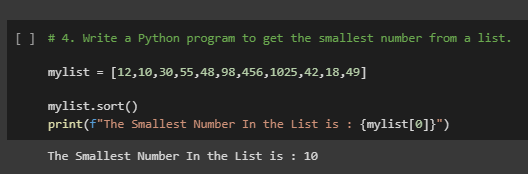 [ ] # 4. Write a Python program to get the smallest number from a list.
mylist = [12,10,30,55,48,98,456,1025,42,18,49]
mylist.sort()
print(f"The Smallest Number In the List is : {mylist[0]}")
The Smallest Number In the List is : 10